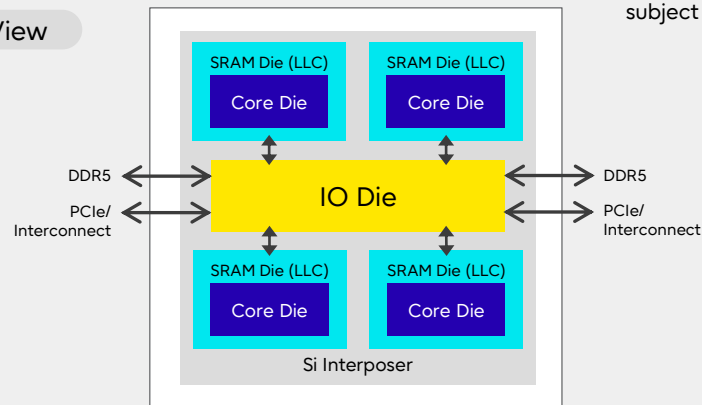 View
subject
SRAM Die (LLC)
SRAM Die (LLC)
Core Die
Core Die
DDR5
IO Die
DDR5
PCIe/
Interconnect
PCIe/
Interconnect
SRAM Die (LLC)
SRAM Die (LLC)
Core Die
Core Die
Si Interposer